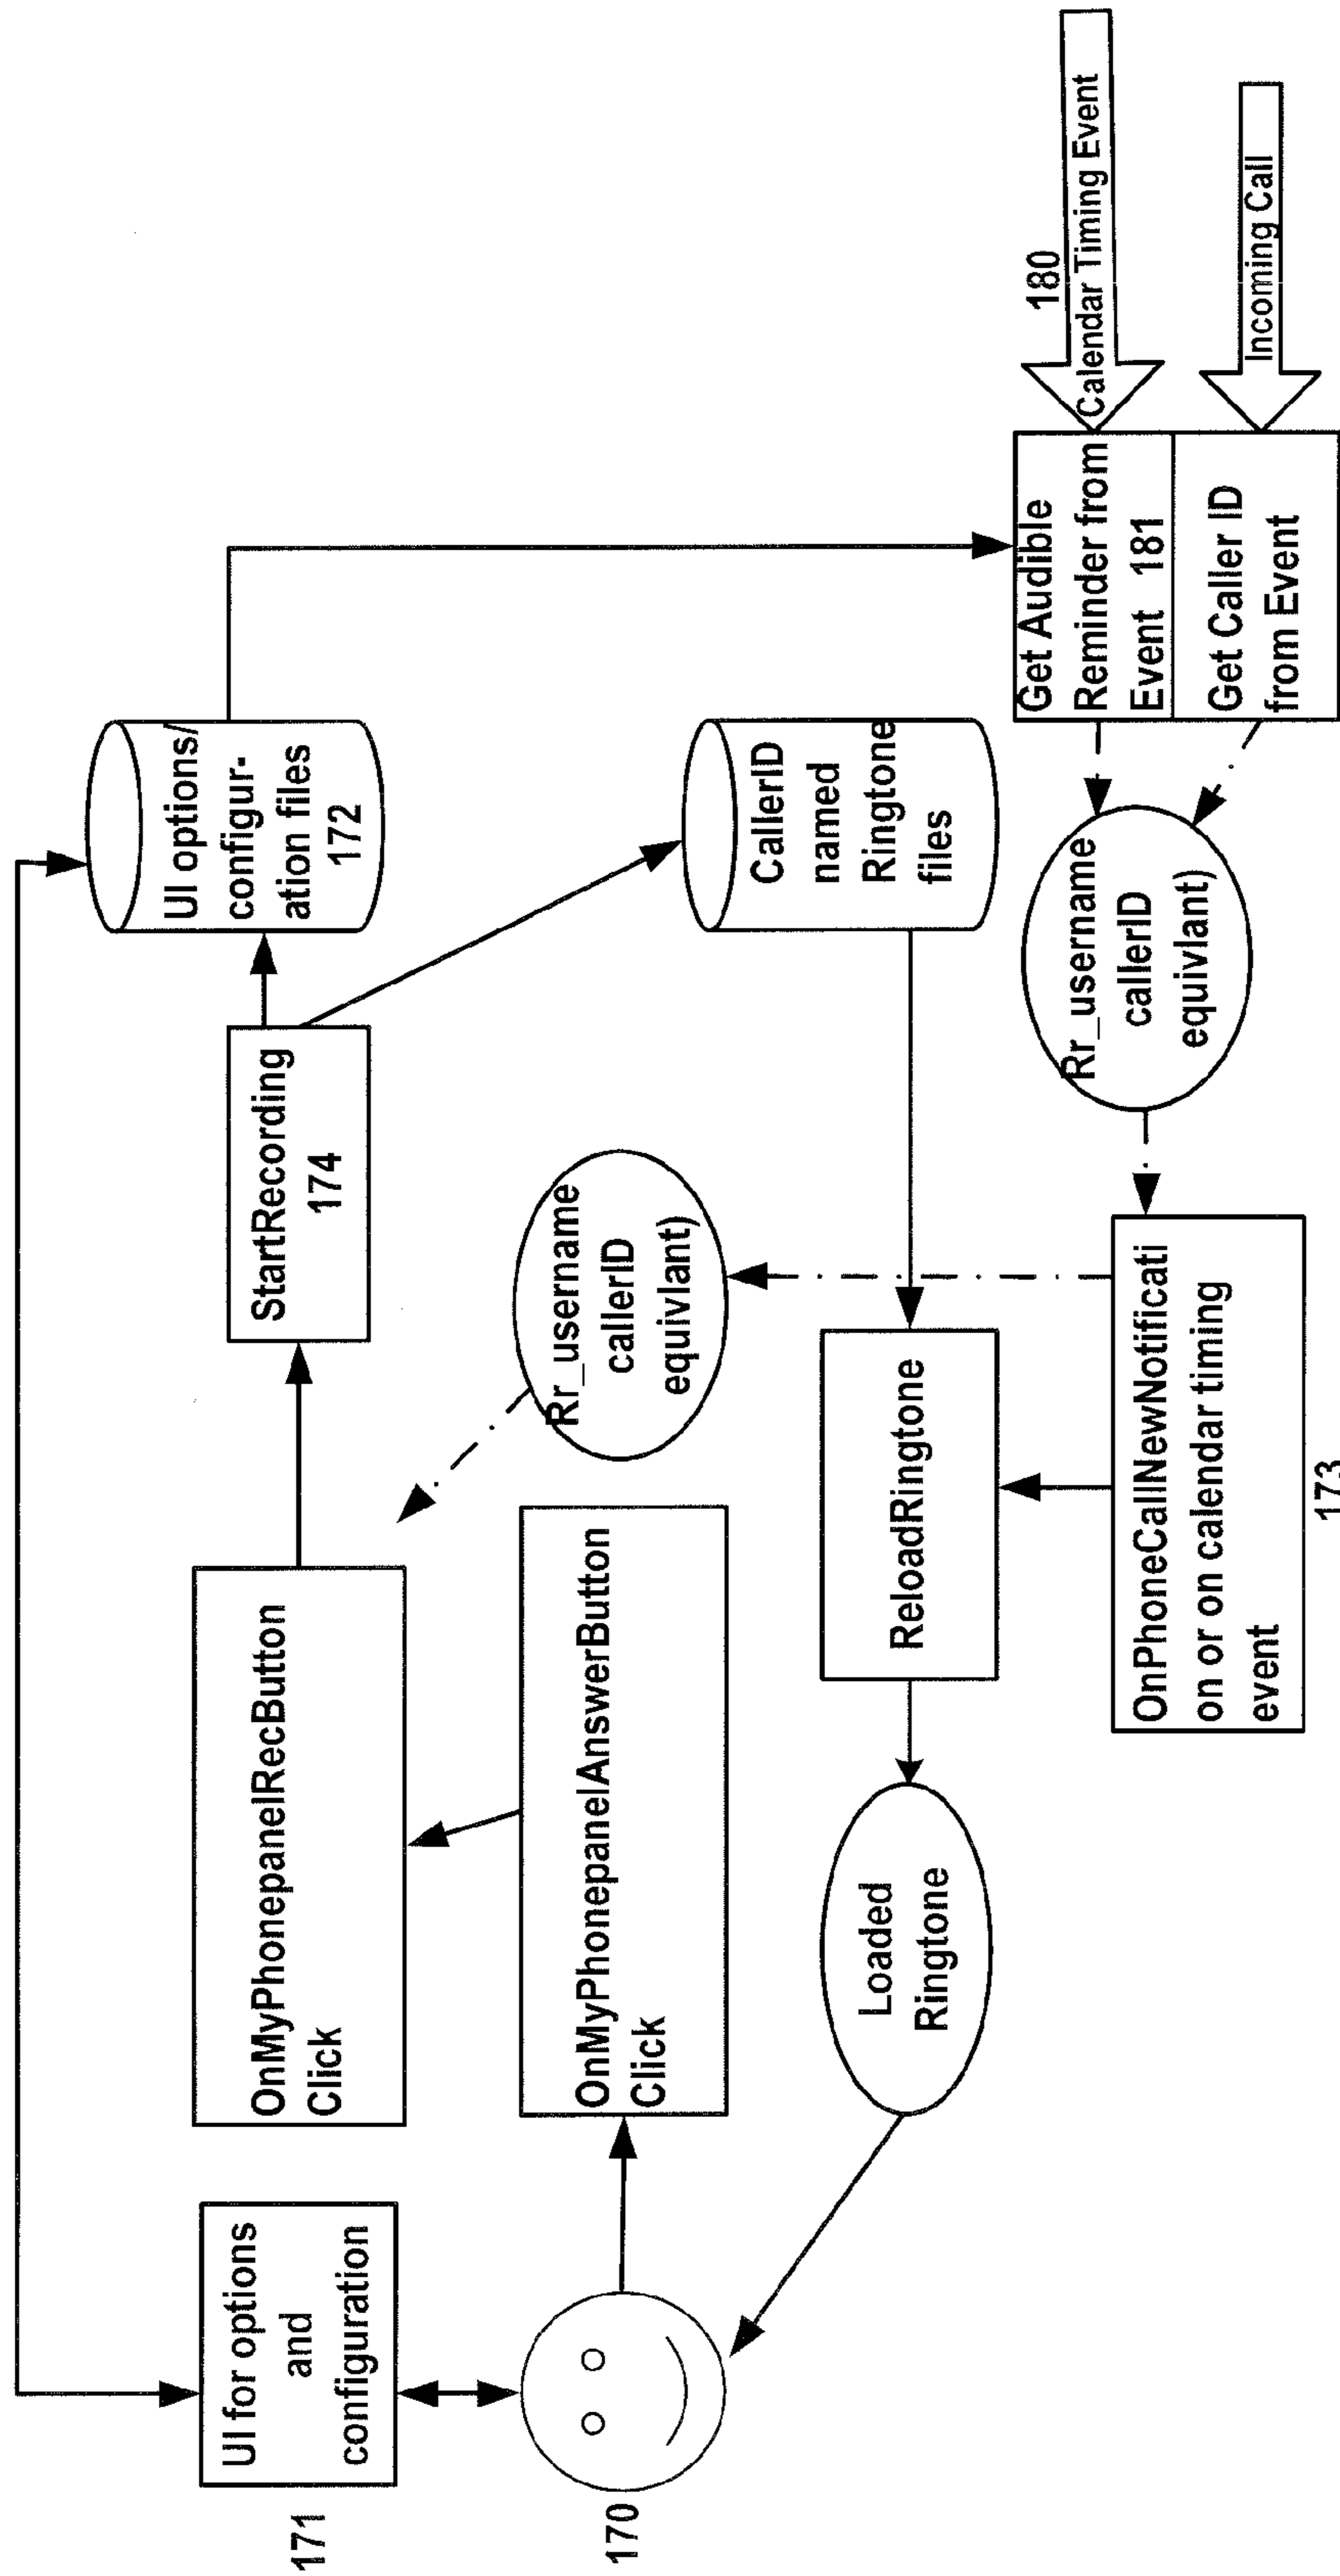 171
UI for options
and
configuration
170
OnMyPhonepanelRecButton
Click
OnMyPhonepanelAnswerButton
Click
StartRecording
174
UI options/
configur-
ation files
172
Rr_username
callerID
equivlant)
CallerID
named
Ringtone
files
Loaded
Ringtone
ReloadRingtone
OnPhoneCallNewNotificati
on or on calendar timing
event
173
Rr_username
callerID
equivlant)
Get Audible
Reminder from
Event 181
Get Caller ID
from Event
180
Calendar Timing Event
Incoming Call